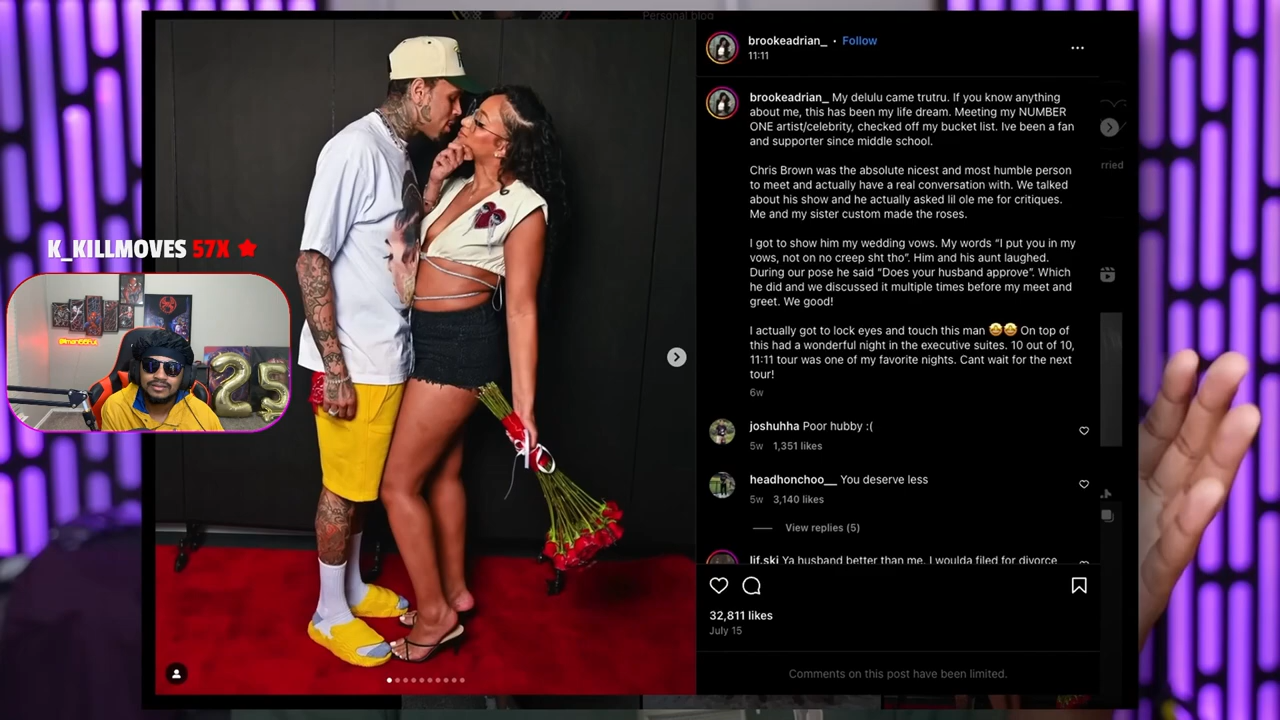 Personal blog
brookeadrian_ • Follow
11:11
brookeadrian_ My delulu came trutru. If you know anything
about me, this has been my life dream. Meeting my NUMBER
ONE artist/celebrity, checked off my bucket list. Ive been a fan
and supporter since middle school.
Chris Brown was the absolute nicest and most humble person
to meet and actually have a real conversation with. We talked
about his show and he actually asked lil ole me for critiques.
Me and my sister custom made the roses.
I got to show him my wedding vows. My words “I put you in my
vows, not on no creep sht tho”. Him and his aunt laughed.
During our pose he said “Does your husband approve”. Which
he did and we discussed it multiple times before my meet and
greet. We good!
I actually got to lock eyes and touch this man 🤩🤩 On top of
this had a wonderful night in the executive suites. 10 out of 10,
11:11 tour was one of my favorite nights. Cant wait for the next
tour!
6w
joshuhha Poor hubby :(
5w 1,351 likes
headhonchoo__ You deserve less
5w 3,140 likes
View replies (5)
lif.ski Ya husband better than me. I woulda filed for divorce
32,811 likes
July 15
Comments on this post have been limited.
rried
K_KILLMOVES 57X
25